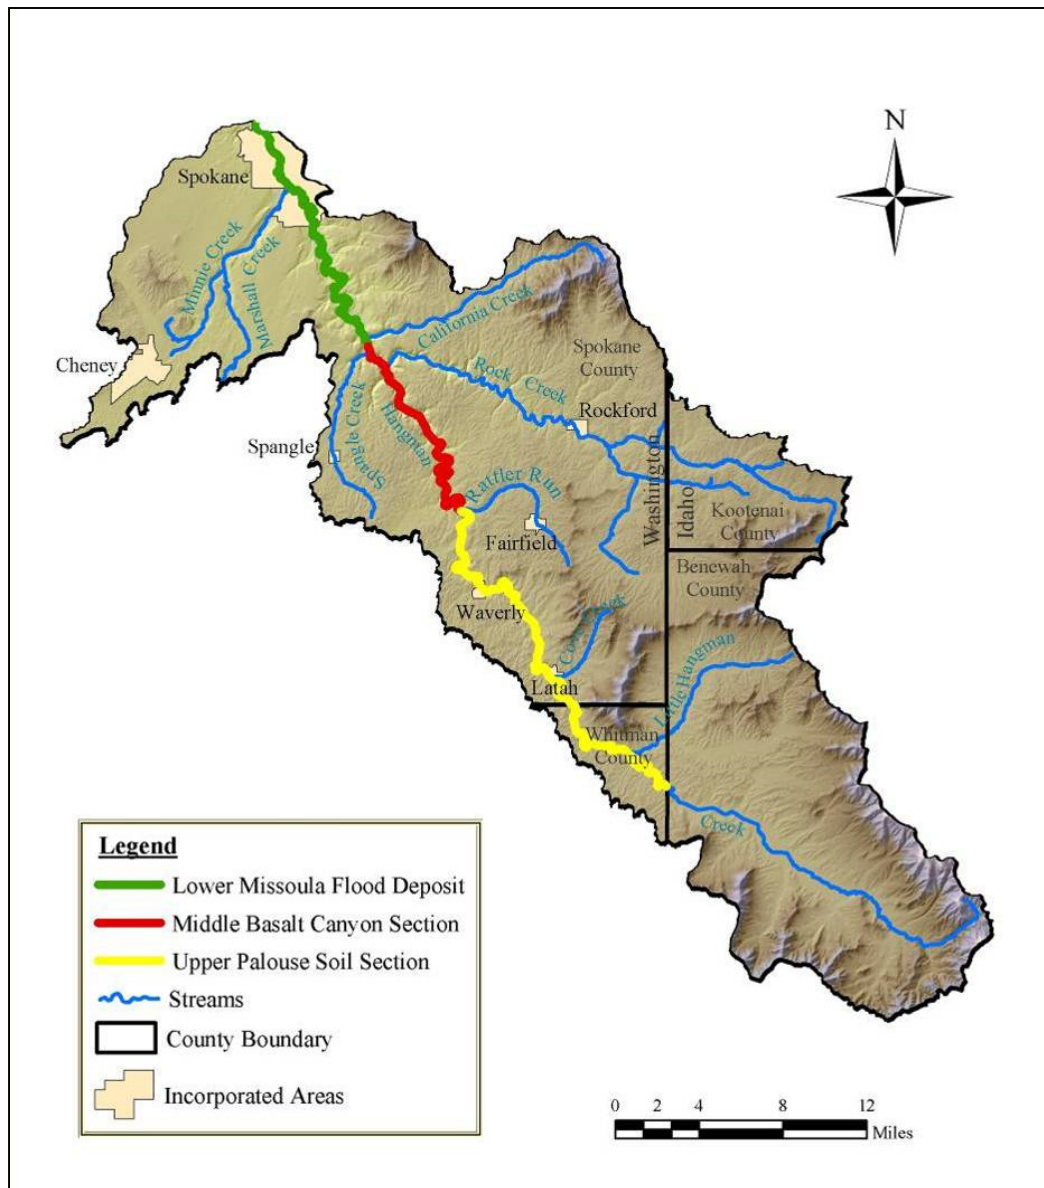 N
Spokane
Minnie Creek
Marshall Creek
Cheney
California Creek
Spokane
County
Rock Creek
Rockford
Spangle Creek
Spangle
Hangman
Rattler Run
Fairfield
Washington
Idaho
Kootenai
County
Benewah
County
Waverly
Cove Creek
Latah
Little Hangman
Whitman
County
Creek
Legend
Lower Missoula Flood Deposit
Middle Basalt Canyon Section
Upper Palouse Soil Section
Streams
County Boundary
Incorporated Areas
0 2 4 8 12
Miles